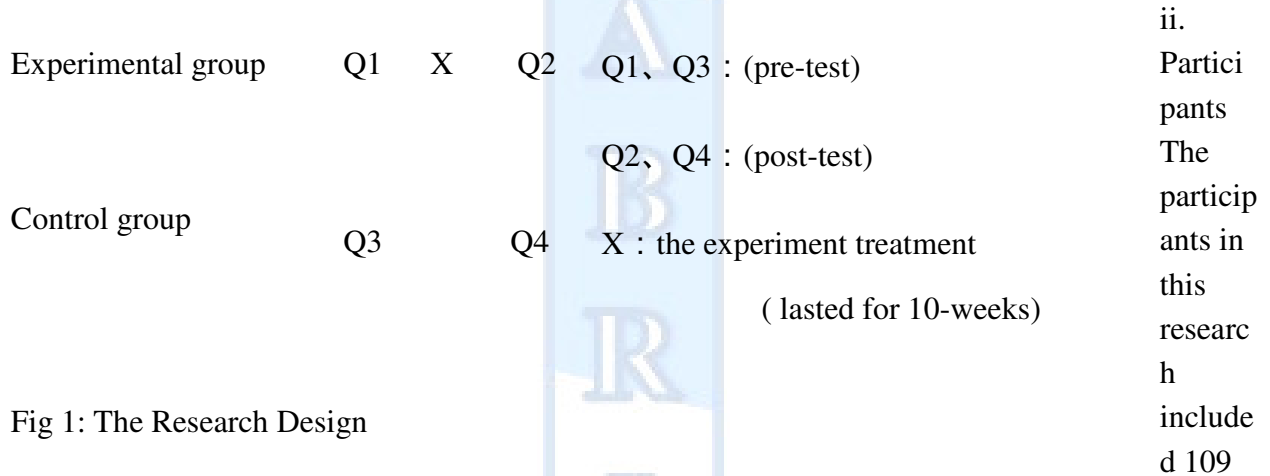 Experimental group Q1 X Q2 Q1、Q3：(pre-test)
Q2、Q4：(post-test)
Control group
Q3 Q4 X：the experiment treatment
( lasted for 10-weeks)
Fig 1: The Research Design
ii.
Partici
pants
The
particip
ants in
this
researc
h
include
d 109
A
B
R